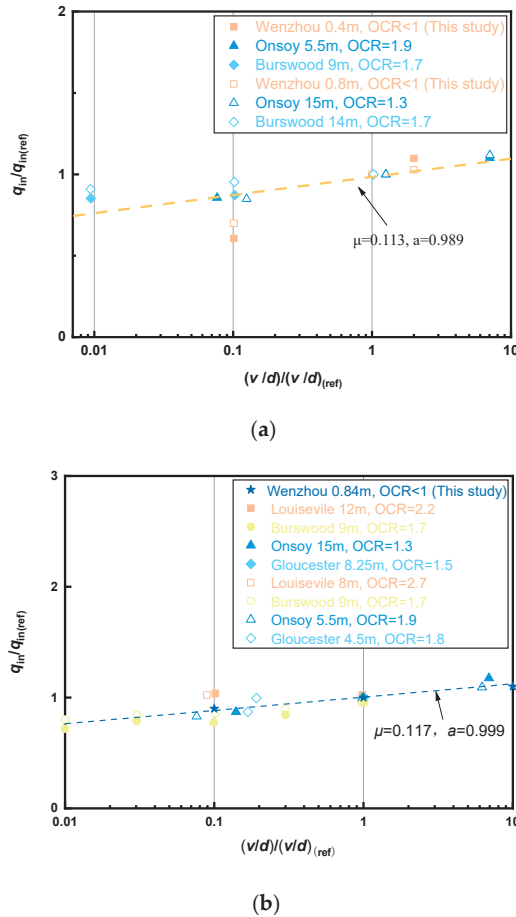 2
Wenzhou 0.4m, OCR<1 (This study)
Onsoy 5.5m, OCR=1.9
Burswood 9m, OCR=1.7
Wenzhou 0.8m, OCR<1 (This study)
Onsoy 15m, OCR=1.3
Burswood 14m, OCR=1.7
q_in/q_in(ref)
1
μ=0.113, a=0.989
0
0.01 0.1 1 10
(v /d)/(v /d)(ref)
(a)
3
Wenzhou 0.84m, OCR<1 (This study)
Louisevile 12m, OCR=2.2
Burswood 9m, OCR=1.7
Onsoy 15m, OCR=1.3
Gloucester 8.25m, OCR=1.5
Louisevile 8m, OCR=2.7
Burswood 9m, OCR=1.7
Onsoy 5.5m, OCR=1.9
Gloucester 4.5m, OCR=1.8
2
q_in/q_in(ref)
1
μ=0.117, a=0.999
0
0.01 0.1 1 10
(v/d)/(v/d)(ref)
(b)